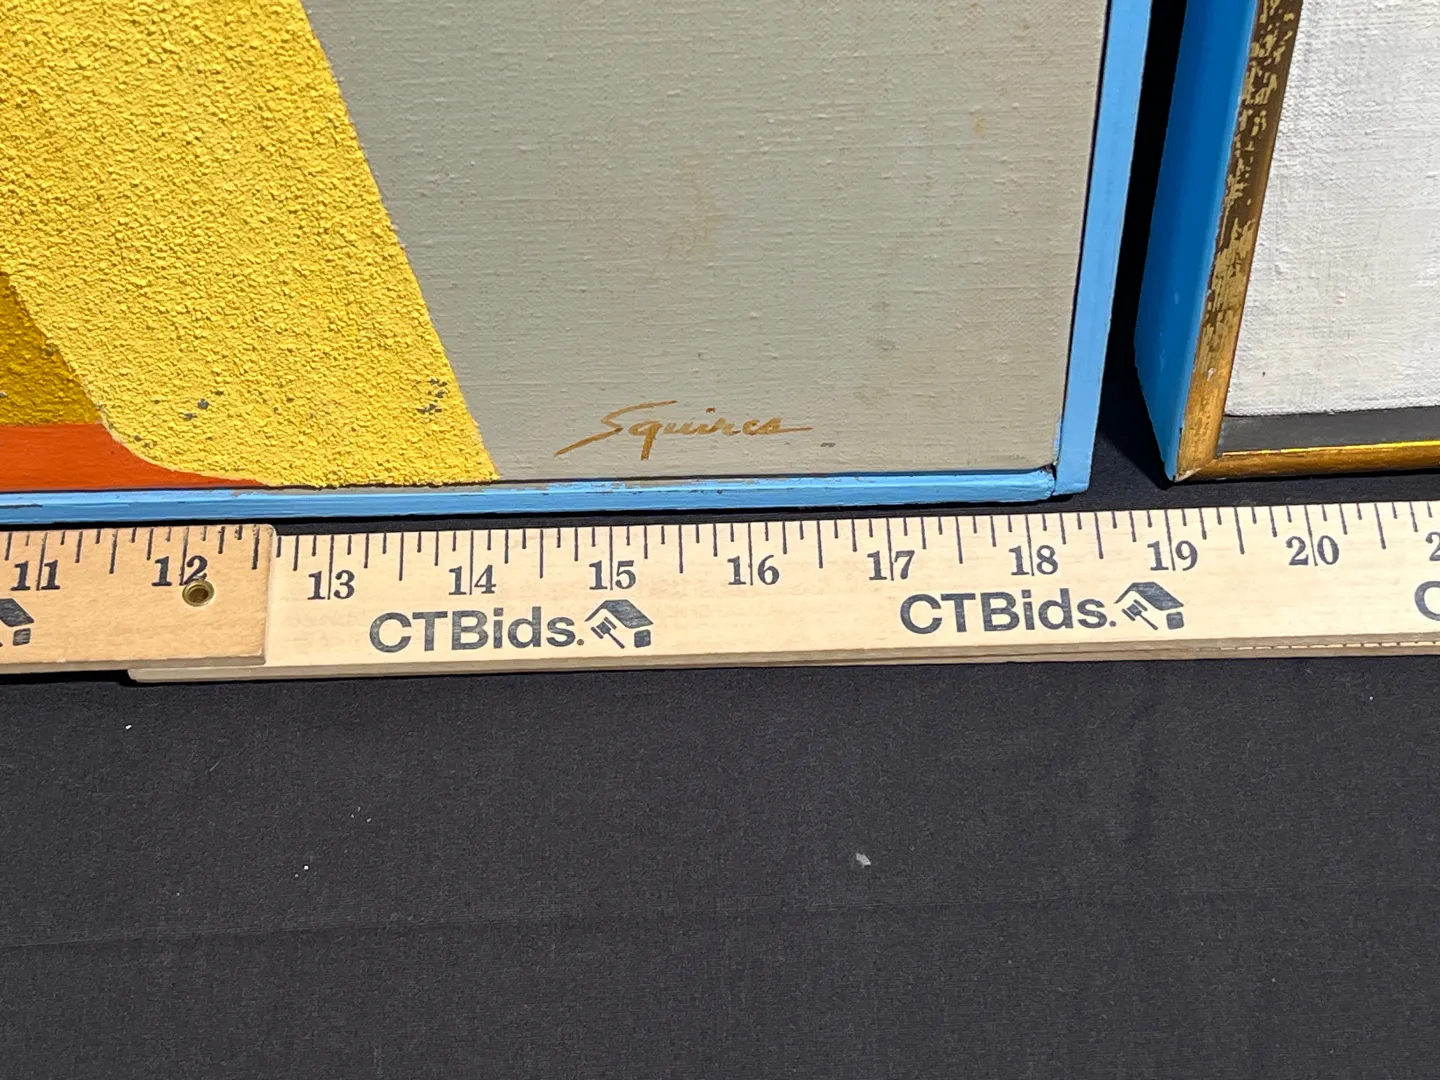 Squires
11 12 13 14 15 16 17 18 19 20
CTBids. CTBids.